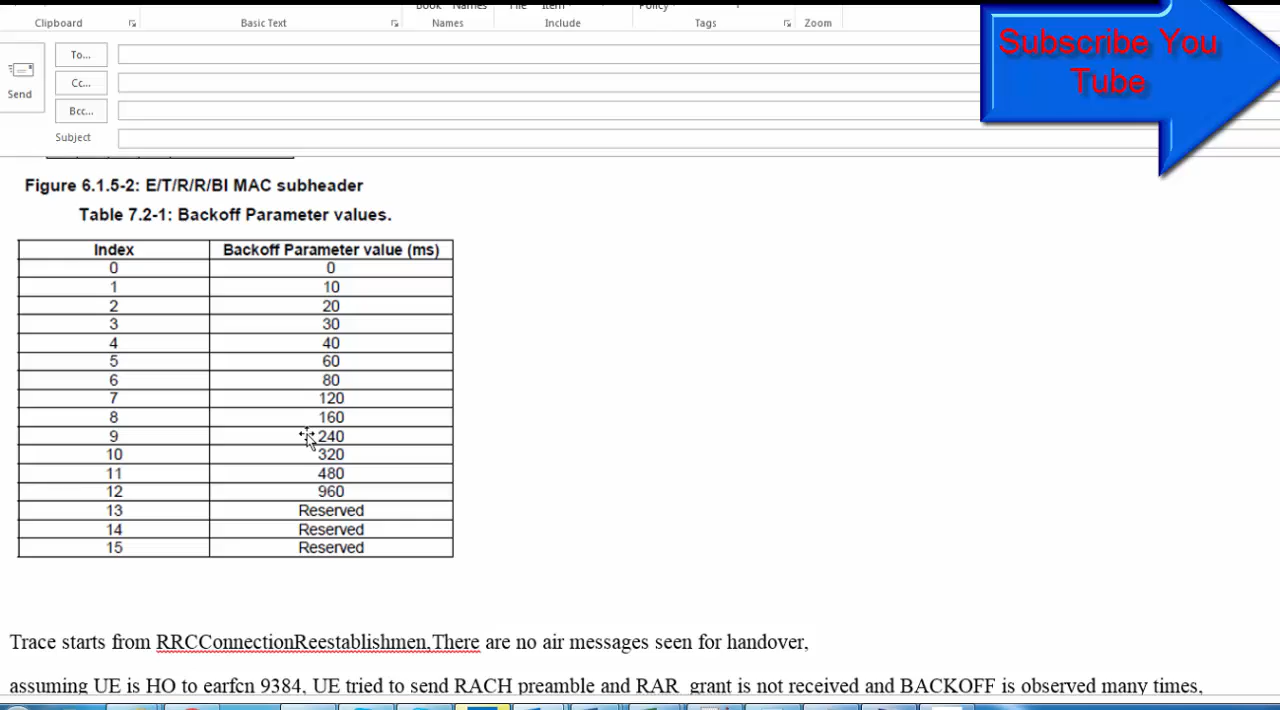 Book Names File Item Policy
Clipboard Basic Text Names Include Tags Zoom
Subscribe You
Tube
To...
Send
Cc...
Bcc...
Subject
Figure 6.1.5-2: E/T/R/R/BI MAC subheader
Table 7.2-1: Backoff Parameter values.
Index Backoff Parameter value (ms)
0 0
1 10
2 20
3 30
4 40
5 60
6 80
7 120
8 160
9 240
10 320
11 480
12 960
13 Reserved
14 Reserved
15 Reserved
Trace starts from RRCConnectionReestablishmen,There are no air messages seen for handover,
assuming UE is HO to earfcn 9384, UE tried to send RACH preamble and RAR grant is not received and BACKOFF is observed many times,